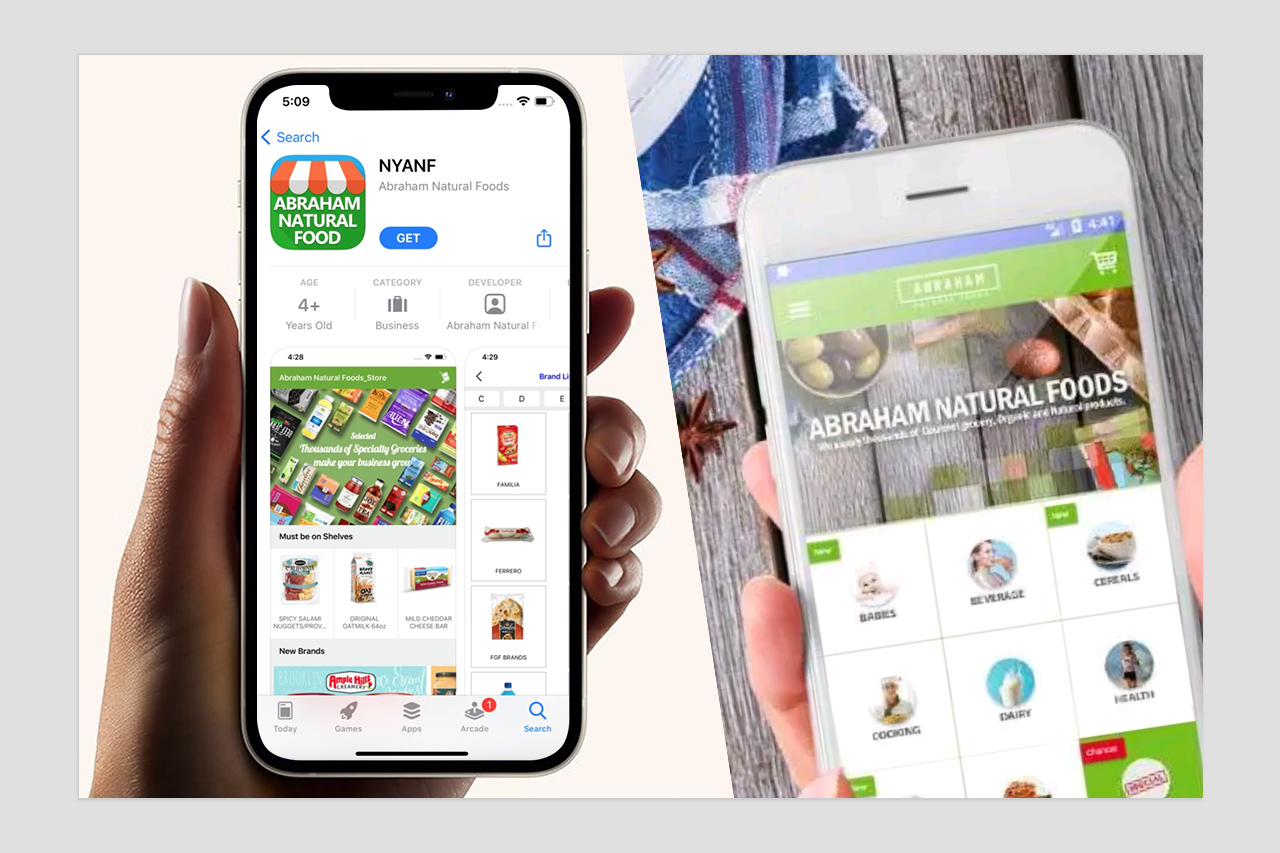 5:09
Search
ABRAHAM
NATURAL
FOOD
NYANF
Abraham Natural Foods
GET
AGE
4+
Years Old
CATEGORY
Business
DEVELOPER
Abraham Natural F
4:28
Abraham Natural Foods_Store
Selected
Thousands of Specialty Groceries
make your business grow
Must be on Shelves
SPICY SALAMI
NUGGETS/PROV...
ORIGINAL
OATMILK 64oz
MILD CHEDDAR
CHEESE BAR
New Brands
BROOKLYN
Ample Hills
CREAMERY
4:29
Brand Li
C D E
FAMILIA
FERRERO
FGF BRANDS
Today
Games
Apps
1
Arcade
Search
4:41
ABRAHAM
NATURAL FOODS
ABRAHAM NATURAL FOODS
We supply thousands of Gourmet grocery, Organic and Natural products.
New
BABIES
BEVERAGE
New
CEREALS
COOKING
DAIRY
HEALTH
New
Chance
SPECIAL